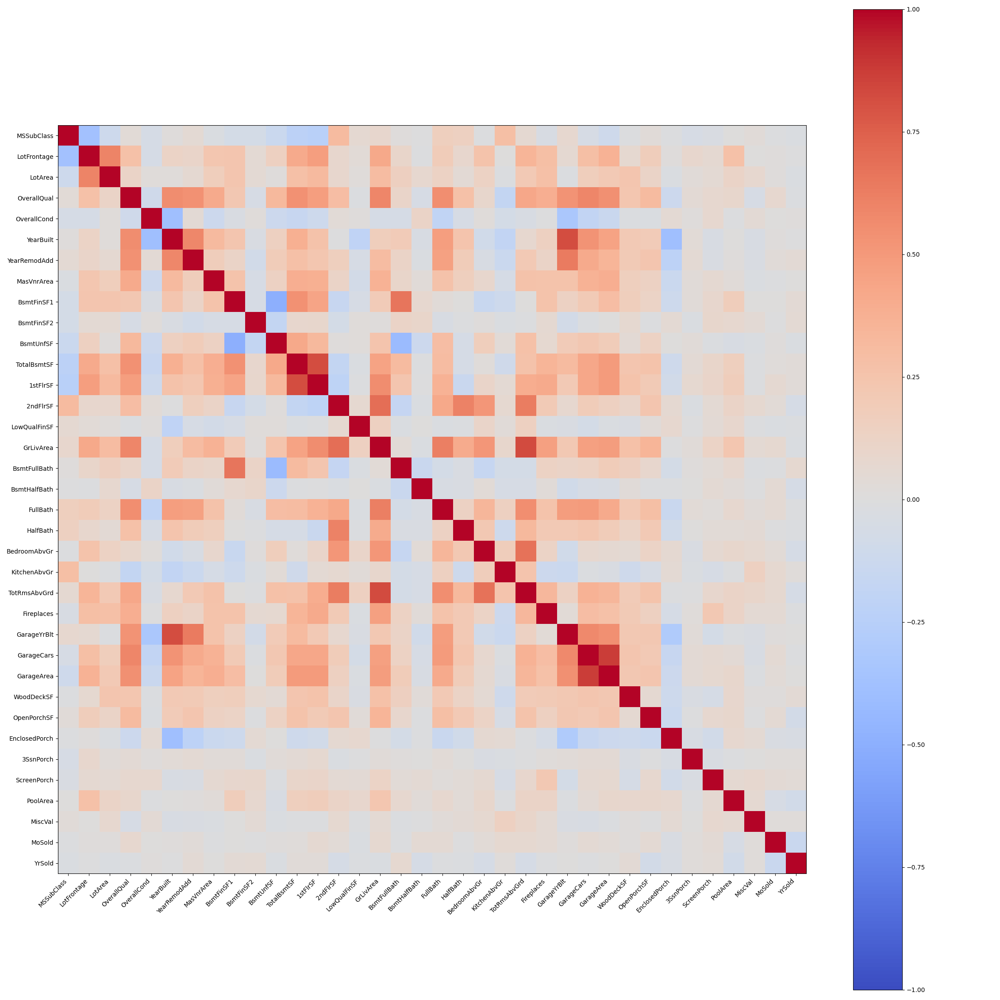 MSSubClass
LotFrontage
LotArea
OverallQual
OverallCond
YearBuilt
YearRemodAdd
MasVnrArea
BsmtFinSF1
BsmtFinSF2
BsmtUnfSF
TotalBsmtSF
1stFlrSF
2ndFlrSF
LowQualFinSF
GrLivArea
BsmtFullBath
BsmtHalfBath
FullBath
HalfBath
BedroomAbvGr
KitchenAbvGr
TotRmsAbvGrd
Fireplaces
GarageYrBlt
GarageCars
GarageArea
WoodDeckSF
OpenPorchSF
EnclosedPorch
3SsnPorch
ScreenPorch
PoolArea
MiscVal
MoSold
YrSold
MSSubClass
LotFrontage
LotArea
OverallQual
OverallCond
YearBuilt
YearRemodAdd
MasVnrArea
BsmtFinSF1
BsmtFinSF2
BsmtUnfSF
TotalBsmtSF
1stFlrSF
2ndFlrSF
LowQualFinSF
GrLivArea
BsmtFullBath
BsmtHalfBath
FullBath
HalfBath
BedroomAbvGr
KitchenAbvGr
TotRmsAbvGrd
Fireplaces
GarageYrBlt
GarageCars
GarageArea
WoodDeckSF
OpenPorchSF
EnclosedPorch
3SsnPorch
ScreenPorch
PoolArea
MiscVal
MoSold
YrSold
1.00
0.75
0.50
0.25
0.00
−0.25
−0.50
−0.75
−1.00